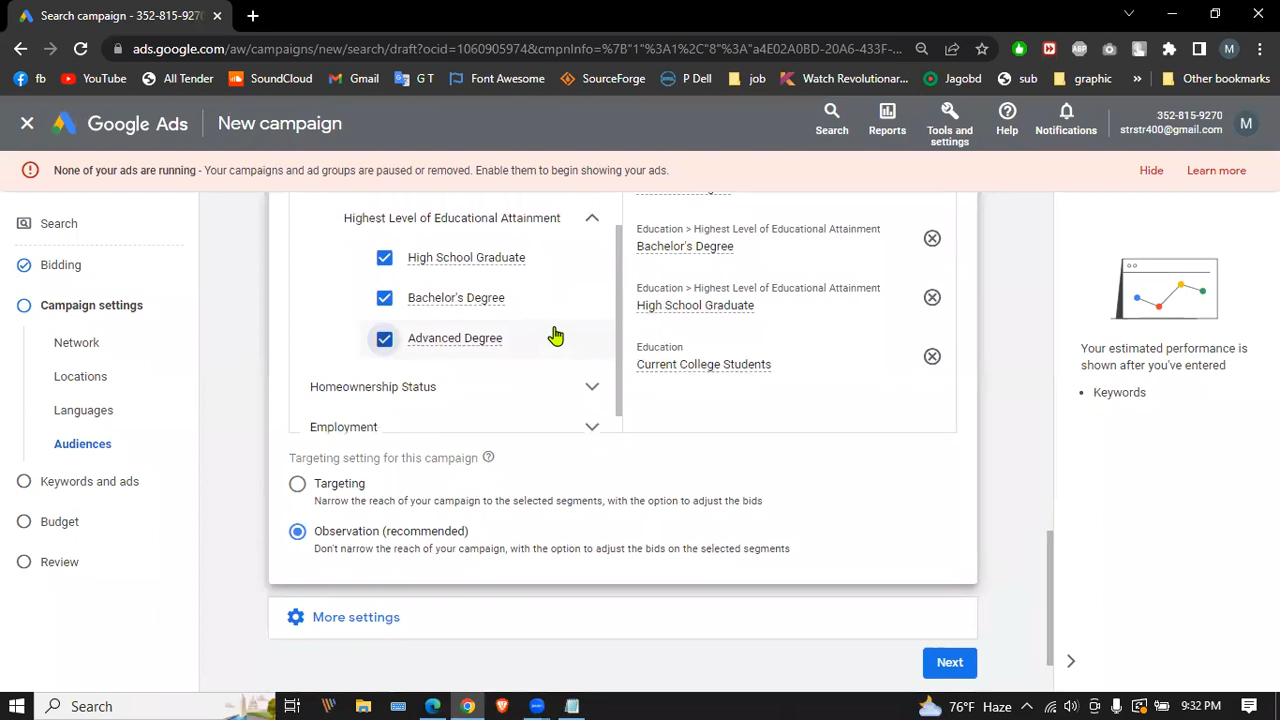 Search campaign - 352-815-9270
ads.google.com/aw/campaigns/new/search/draft?ocid=1060905974&cmpnInfo=%7B"1"%3A1%2C"8"%3A"a4E02A0BD-20A6-433F-...
fb
YouTube
All Tender
SoundCloud
Gmail
G T
Font Awesome
SourceForge
P Dell
job
Watch Revolutionar...
Jagobd
sub
graphic
»
Other bookmarks
Google Ads
New campaign
Search
Reports
Tools and
settings
Help
Notifications
352-815-9270
strstr400@gmail.com
M
None of your ads are running - Your campaigns and ad groups are paused or removed. Enable them to begin showing your ads.
Hide
Learn more
Search
Bidding
Campaign settings
Network
Locations
Languages
Audiences
Keywords and ads
Budget
Review
Highest Level of Educational Attainment
High School Graduate
Bachelor's Degree
Advanced Degree
Homeownership Status
Employment
Education > Highest Level of Educational Attainment
Bachelor's Degree
Education > Highest Level of Educational Attainment
High School Graduate
Education
Current College Students
Targeting setting for this campaign
Targeting
Narrow the reach of your campaign to the selected segments, with the option to adjust the bids
Observation (recommended)
Don't narrow the reach of your campaign, with the option to adjust the bids on the selected segments
More settings
Next
Your estimated performance is
shown after you've entered
• Keywords
Search
76°F Haze
9:32 PM